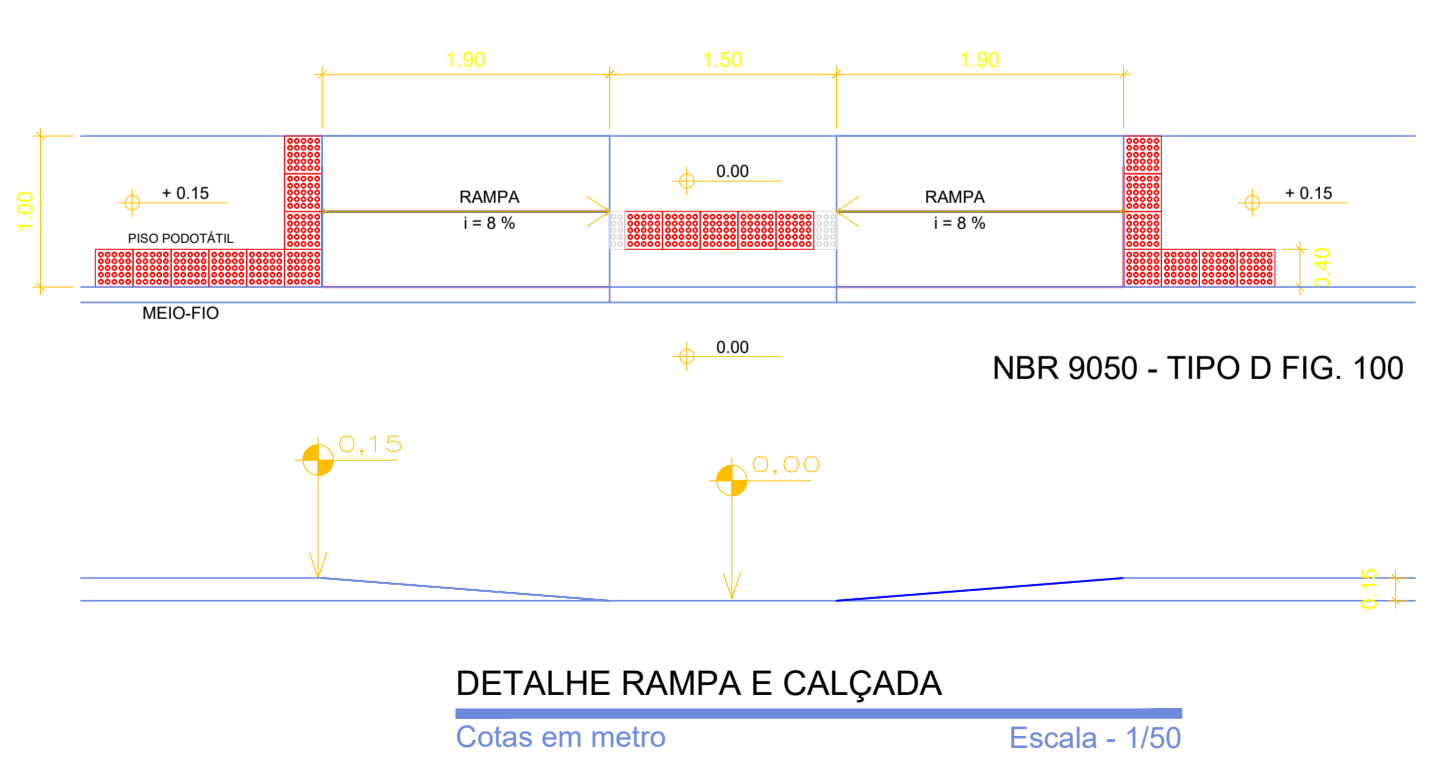 1.90
1.50
1.90
1.00
+ 0.15
RAMPA
i = 8 %
0.00
RAMPA
i = 8 %
+ 0.15
PISO PODOTÁTIL
0.40
MEIO-FIO
0.00
NBR 9050 - TIPO D FIG. 100
0,15
0,00
0.15
DETALHE RAMPA E CALÇADA
Cotas em metro
Escala - 1/50